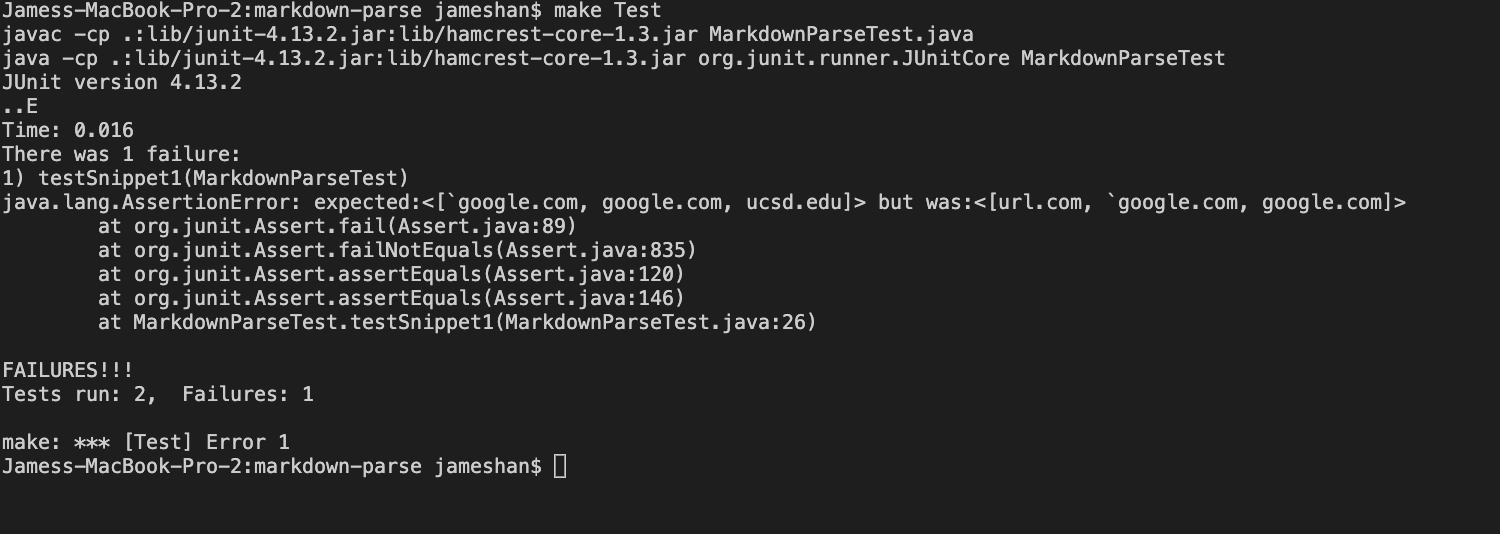 Jamess-MacBook-Pro-2:markdown-parse jameshan$ make Test
javac -cp .:lib/junit-4.13.2.jar:lib/hamcrest-core-1.3.jar MarkdownParseTest.java
java -cp .:lib/junit-4.13.2.jar:lib/hamcrest-core-1.3.jar org.junit.runner.JUnitCore MarkdownParseTest
JUnit version 4.13.2
..E
Time: 0.016
There was 1 failure:
1) testSnippet1(MarkdownParseTest)
java.lang.AssertionError: expected:<[`google.com, google.com, ucsd.edu]> but was:<[url.com, `google.com, google.com]>
        at org.junit.Assert.fail(Assert.java:89)
        at org.junit.Assert.failNotEquals(Assert.java:835)
        at org.junit.Assert.assertEquals(Assert.java:120)
        at org.junit.Assert.assertEquals(Assert.java:146)
        at MarkdownParseTest.testSnippet1(MarkdownParseTest.java:26)

FAILURES!!!
Tests run: 2,  Failures: 1

make: *** [Test] Error 1
Jamess-MacBook-Pro-2:markdown-parse jameshan$